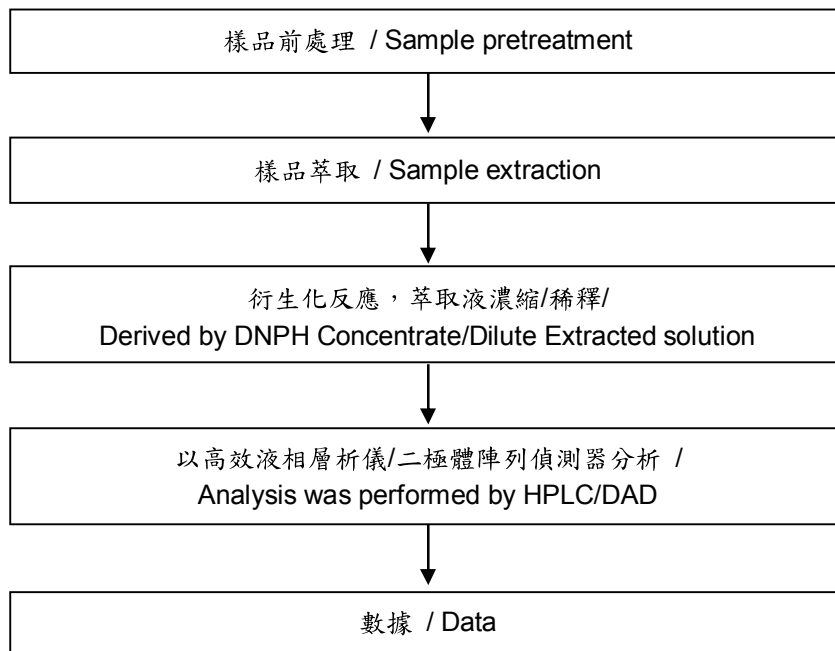 樣品前處理 / Sample pretreatment
樣品萃取 / Sample extraction
衍生化反應，萃取液濃縮/稀釋/
Derived by DNPH Concentrate/Dilute Extracted solution
以高效液相層析儀/二極體陣列偵測器分析 /
Analysis was performed by HPLC/DAD
數據 / Data